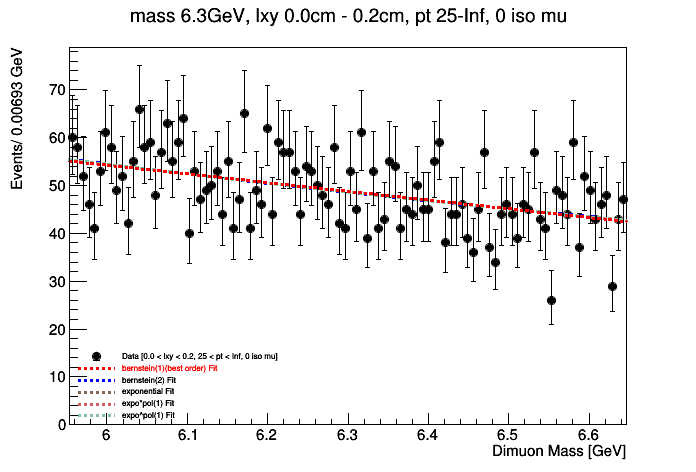 mass 6.3GeV, lxy 0.0cm - 0.2cm, pt 25-Inf, 0 iso mu
Events/ 0.00693 GeV
70
60
50
40
30
20
10
0
Data [0.0 < lxy < 0.2, 25 < pt < Inf, 0 iso mu]
bernstein(1)(best order) Fit
bernstein(2) Fit
exponential Fit
expo*pol(1) Fit
expo^pol(1) Fit
6 6.1 6.2 6.3 6.4 6.5 6.6
Dimuon Mass [GeV]